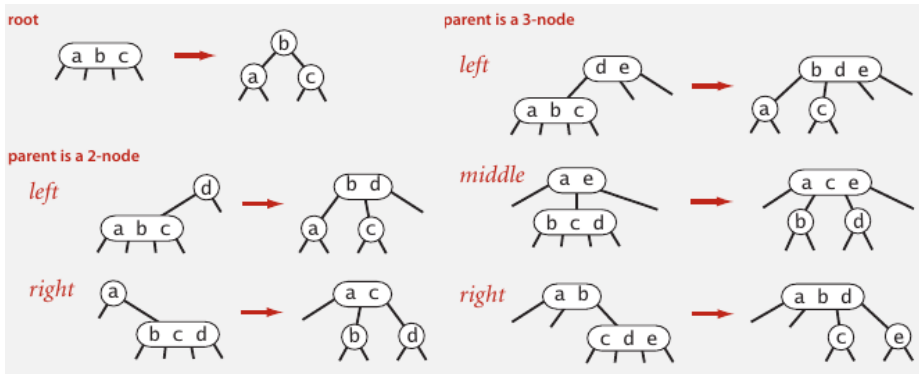 root
a b c
b
a c
parent is a 2-node
left
d
a b c
b d
a c
right
a
b c d
a c
b d
parent is a 3-node
left
d e
a b c
b d e
a c
middle
a e
b c d
a c e
b d
right
a b
c d e
a b d
c e